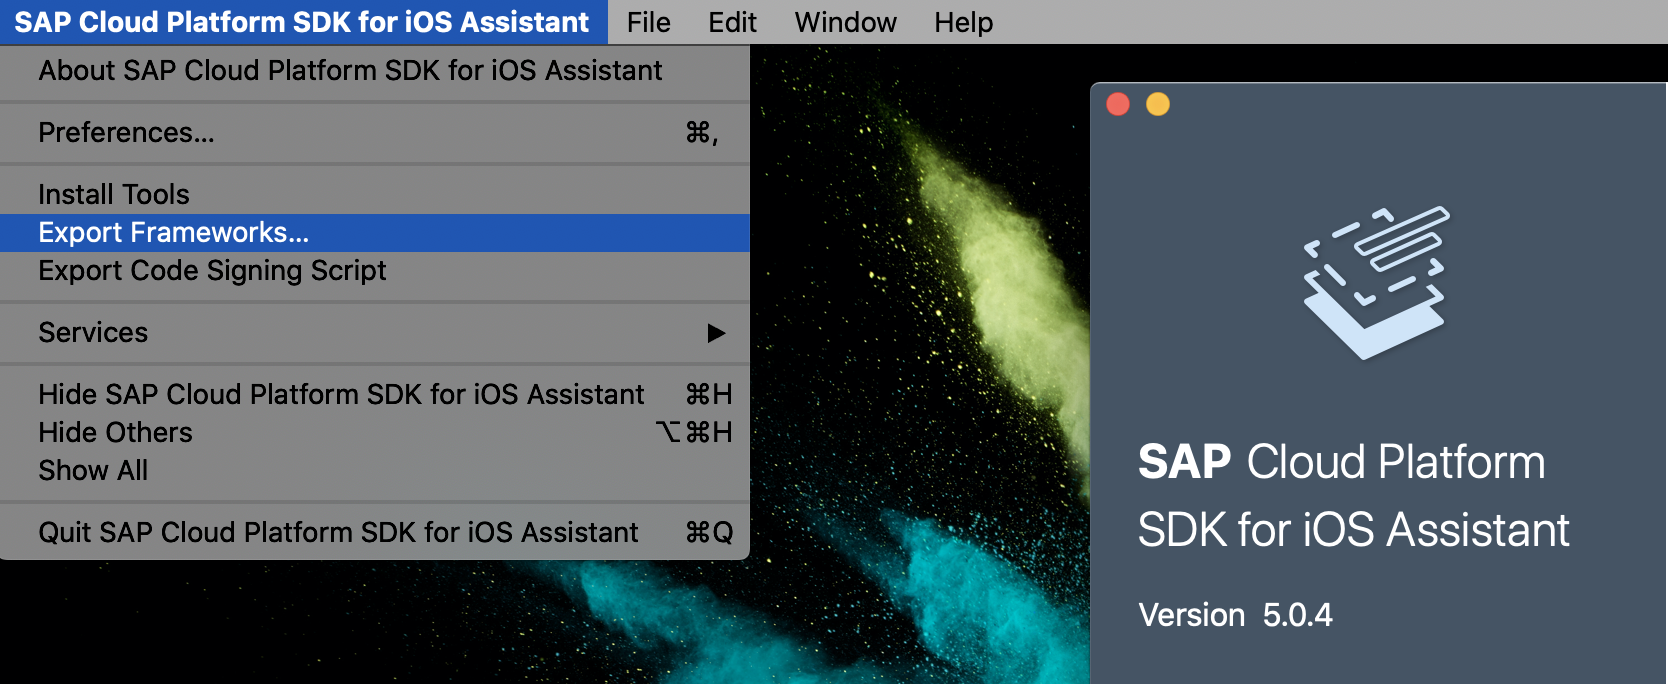 SAP Cloud Platform SDK for iOS Assistant File Edit Window Help
About SAP Cloud Platform SDK for iOS Assistant
Preferences... ⌘,
Install Tools
Export Frameworks...
Export Code Signing Script
Services ▶
Hide SAP Cloud Platform SDK for iOS Assistant ⌘H
Hide Others ⌥⌘H
Show All
Quit SAP Cloud Platform SDK for iOS Assistant ⌘Q
SAP Cloud Platform
SDK for iOS Assistant
Version 5.0.4